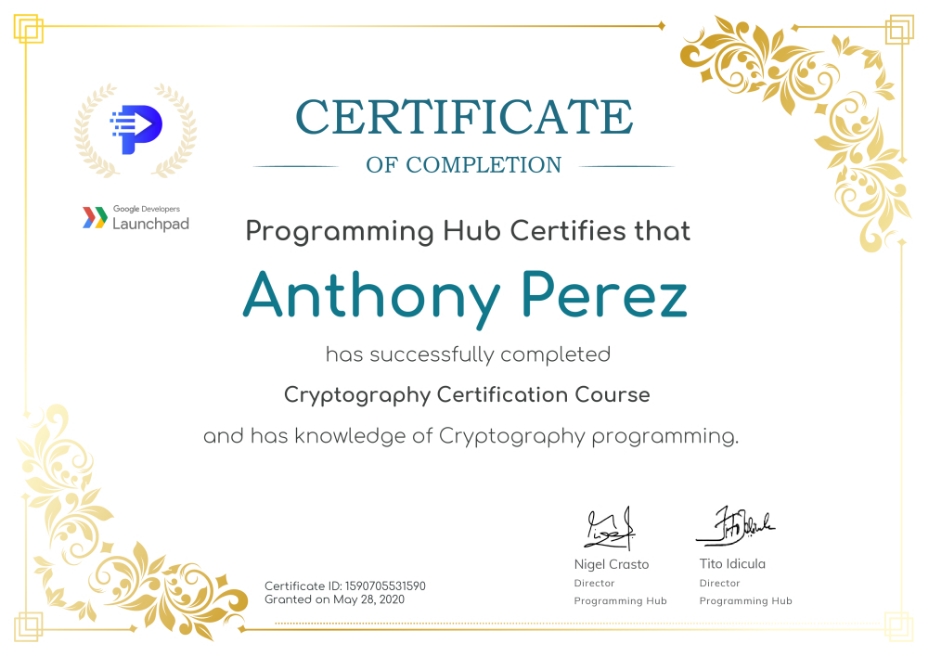 CERTIFICATE
OF COMPLETION
Google Developers
Launchpad
Programming Hub Certifies that
Anthony Perez
has successfully completed
Cryptography Certification Course
and has knowledge of Cryptography programming.
Nigel Crasto
Director
Programming Hub
Tito Idicula
Director
Programming Hub
Certificate ID: 1590705531590
Granted on May 28, 2020